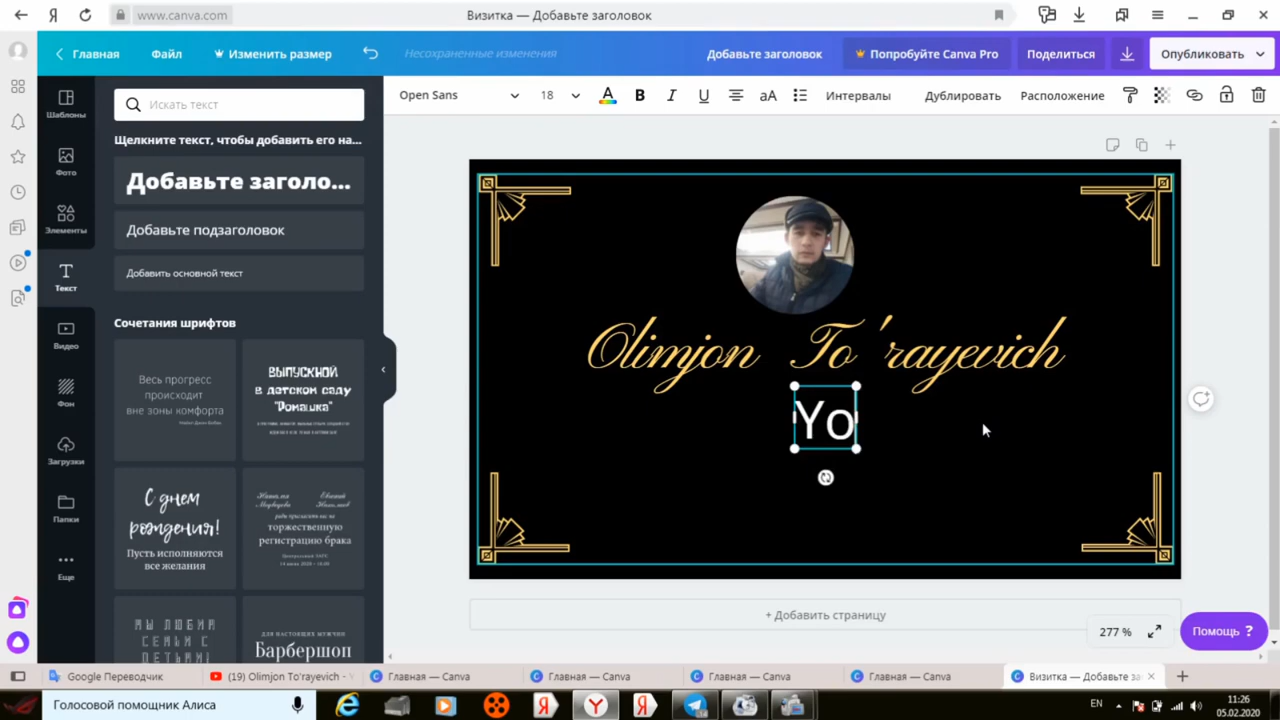 www.canva.com
Визитка — Добавьте заголовок
Главная
Файл
Изменить размер
Несохраненные изменения
Добавьте заголовок
Попробуйте Canva Pro
Поделиться
Опубликовать
Шаблоны
Фото
Элементы
Текст
Видео
Фон
Загрузки
Папки
Еще
Искать текст
Щелкните текст, чтобы добавить его на...
Добавьте заголо...
Добавьте подзаголовок
Добавить основной текст
Сочетания шрифтов
Весь прогресс
происходит
вне зоны комфорта
ВЫПУСКНОЙ
в детском саду
"Ромашка"
С днем
рождения!
Пусть исполняются
все желания
торжественную
регистрацию брака
МЫ ЛЮБИМ
СЕМЬИ С
ДЕТЬМИ!
ДЛЯ НАСТОЯЩИХ МУЖЧИН
Барбершоп
Open Sans
18
A
B
I
U
аА
Интервалы
Дублировать
Расположение
Olimjon To'rayevich
Yo
+ Добавить страницу
277 %
Помощь ?
Google Переводчик
(19) Olimjon To'rayevich - Y
Главная — Canva
Главная — Canva
Главная — Canva
Главная — Canva
Визитка — Добавьте за
Голосовой помощник Алиса
EN
11:26
05.02.2020